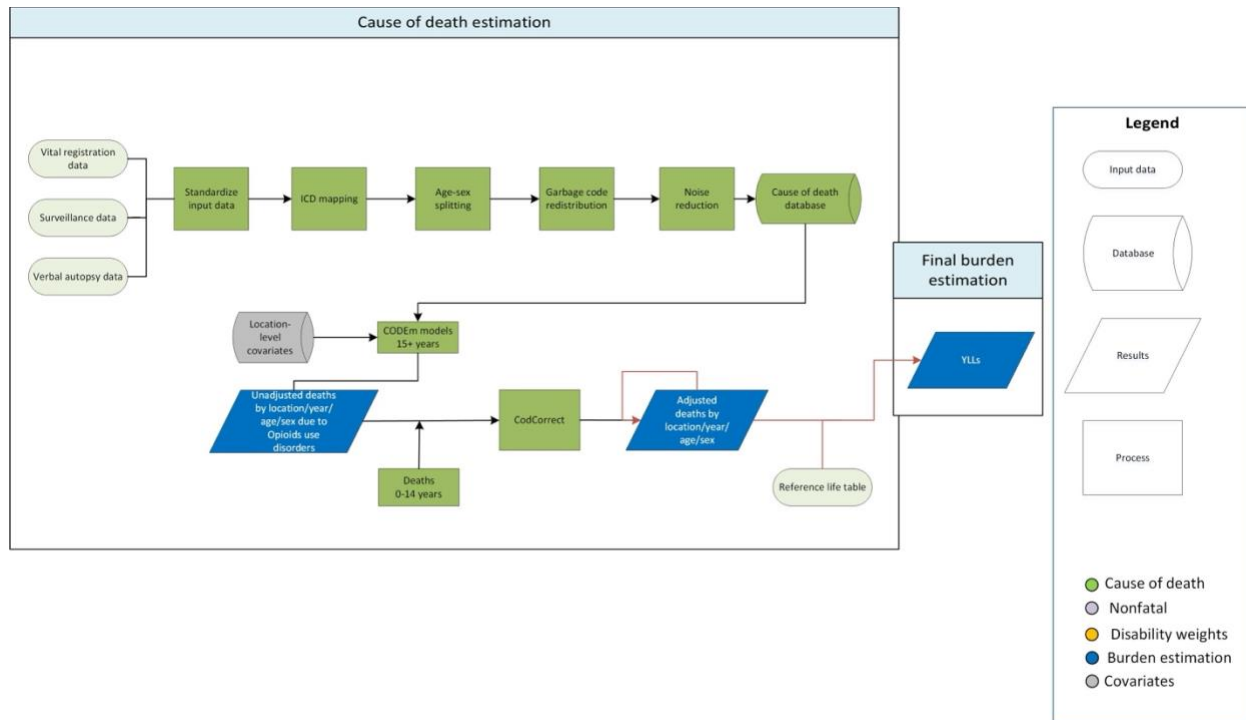 Cause of death estimation
Vital registration
data
Surveillance data
Verbal autopsy data
Standardize
input data
ICD mapping
Age-sex
splitting
Garbage code
redistribution
Noise
reduction
Cause of death
database
Location-
level
covariates
CODEm models
15+ years
Unadjusted deaths
by location/year/
age/sex due to
Opioids use
disorders
Deaths
0-14 years
CodCorrect
Adjusted
deaths by
location/year/
age/sex
Reference life table
Final burden
estimation
YLLs
Legend
Input data
Database
Results
Process
Cause of death
Nonfatal
Disability weights
Burden estimation
Covariates